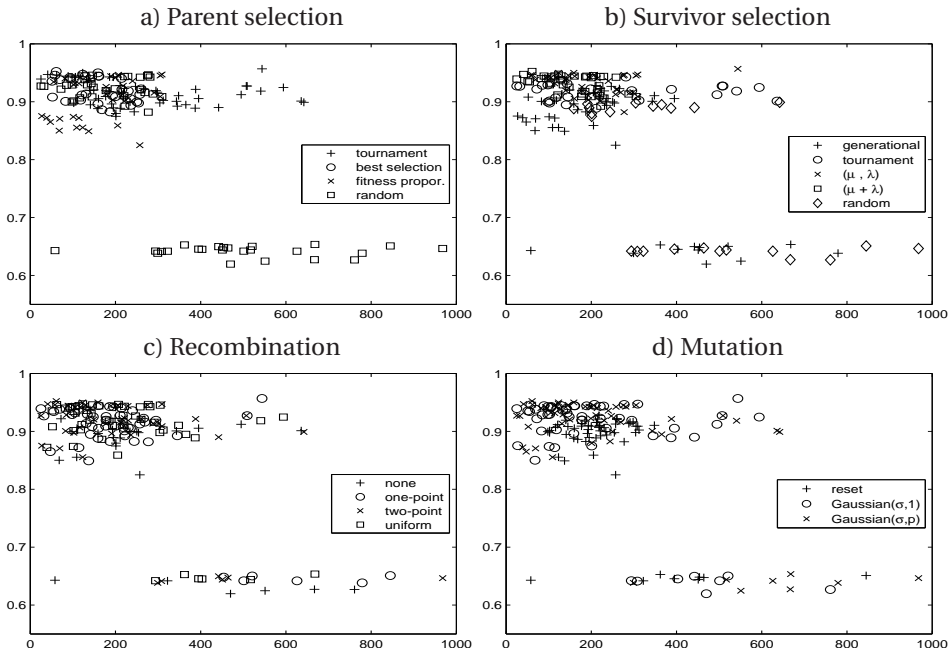 a) Parent selection
1
0.9
0.8
0.7
0.6
0 200 400 600 800 1000
tournament
best selection
fitness propor.
random
b) Survivor selection
1
0.9
0.8
0.7
0.6
0 200 400 600 800 1000
generational
tournament
(μ , λ)
(μ + λ)
random
c) Recombination
1
0.9
0.8
0.7
0.6
0 200 400 600 800 1000
none
one-point
two-point
uniform
d) Mutation
1
0.9
0.8
0.7
0.6
0 200 400 600 800 1000
reset
Gaussian(σ,1)
Gaussian(σ,p)